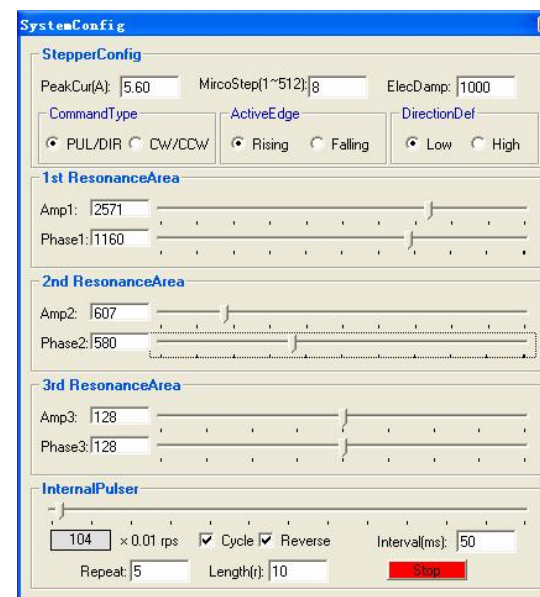 SystemConfig
StepperConfig
PeakCur(A): 5.60 MircoStep(1~512): 8 ElecDamp: 1000
CommandType ActiveEdge DirectionDef
PUL/DIR CW/CCW Rising Falling Low High
1st ResonanceArea
Amp1: 2571
Phase1: 1160
2nd ResonanceArea
Amp2: 607
Phase2: 580
3rd ResonanceArea
Amp3: 128
Phase3: 128
InternalPulser
104 × 0.01 rps Cycle Reverse Interval(ms): 50
Repeat: 5 Length(r): 10 Stop